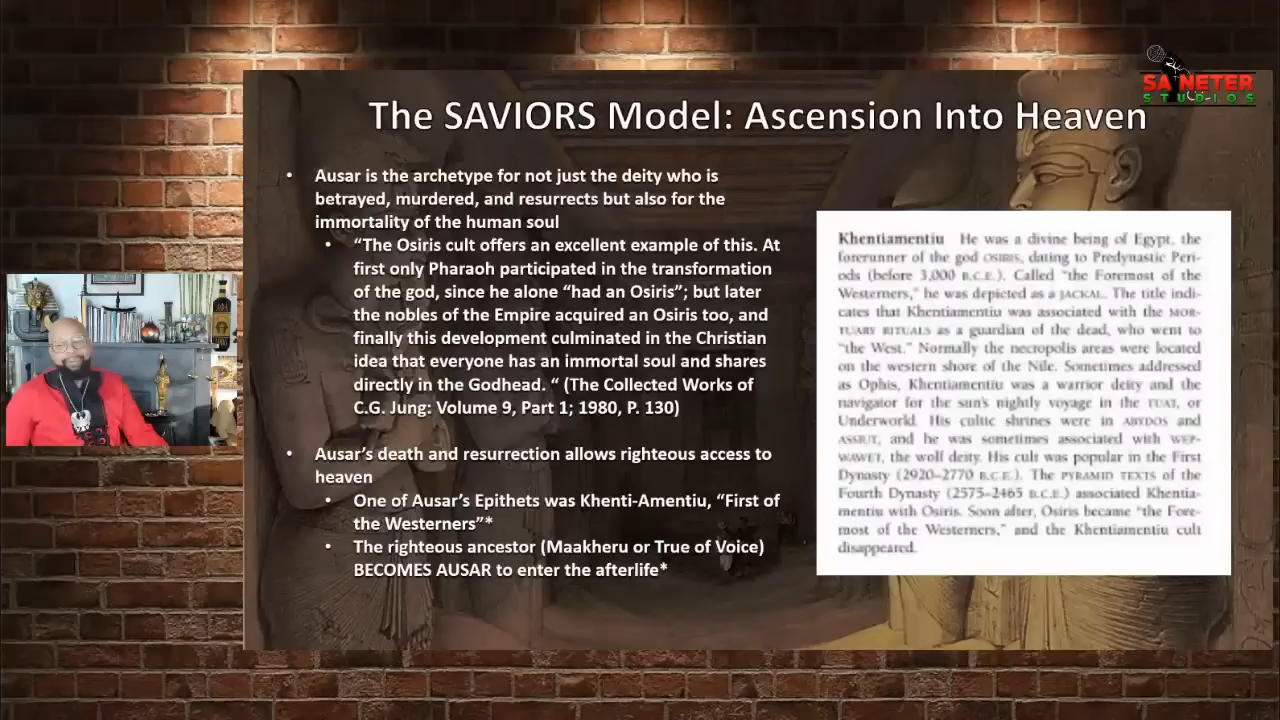 SA NETER
STUDIOS
The SAVIORS Model: Ascension Into Heaven
• Ausar is the archetype for not just the deity who is
betrayed, murdered, and resurrects but also for the
immortality of the human soul
• “The Osiris cult offers an excellent example of this. At
first only Pharaoh participated in the transformation
of the god, since he alone “had an Osiris”; but later
the nobles of the Empire acquired an Osiris too, and
finally this development culminated in the Christian
idea that everyone has an immortal soul and shares
directly in the Godhead. “ (The Collected Works of
C.G. Jung: Volume 9, Part 1; 1980, P. 130)
• Ausar’s death and resurrection allows righteous access to
heaven
• One of Ausar’s Epithets was Khenti-Amentiu, “First of
the Westerners”*
• The righteous ancestor (Maakheru or True of Voice)
BECOMES AUSAR to enter the afterlife*
Khentiamentiu He was a divine being of Egypt, the
forerunner of the god OSIRIS, dating to Predynastic Peri-
ods (before 3,000 B.C.E.). Called “the Foremost of the
Westerners,” he was depicted as a JACKAL. The title indi-
cates that Khentiamentiu was associated with the MOR-
TUARY RITUALS as a guardian of the dead, who went to
“the West.” Normally the necropolis areas were located
on the western shore of the Nile. Sometimes addressed
as Ophis, Khentiamentiu was a warrior deity and the
navigator for the sun’s nightly voyage in the TUAT, or
Underworld. His cultic shrines were in ABYDOS and
ASSIUT, and he was sometimes associated with WEP-
WAWET, the wolf deity. His cult was popular in the First
Dynasty (2920–2770 B.C.E.). The PYRAMID TEXTS of the
Fourth Dynasty (2575–2465 B.C.E.) associated Khentia-
mentiu with Osiris. Soon after, Osiris became “the Fore-
most of the Westerners,” and the Khentiamentiu cult
disappeared.